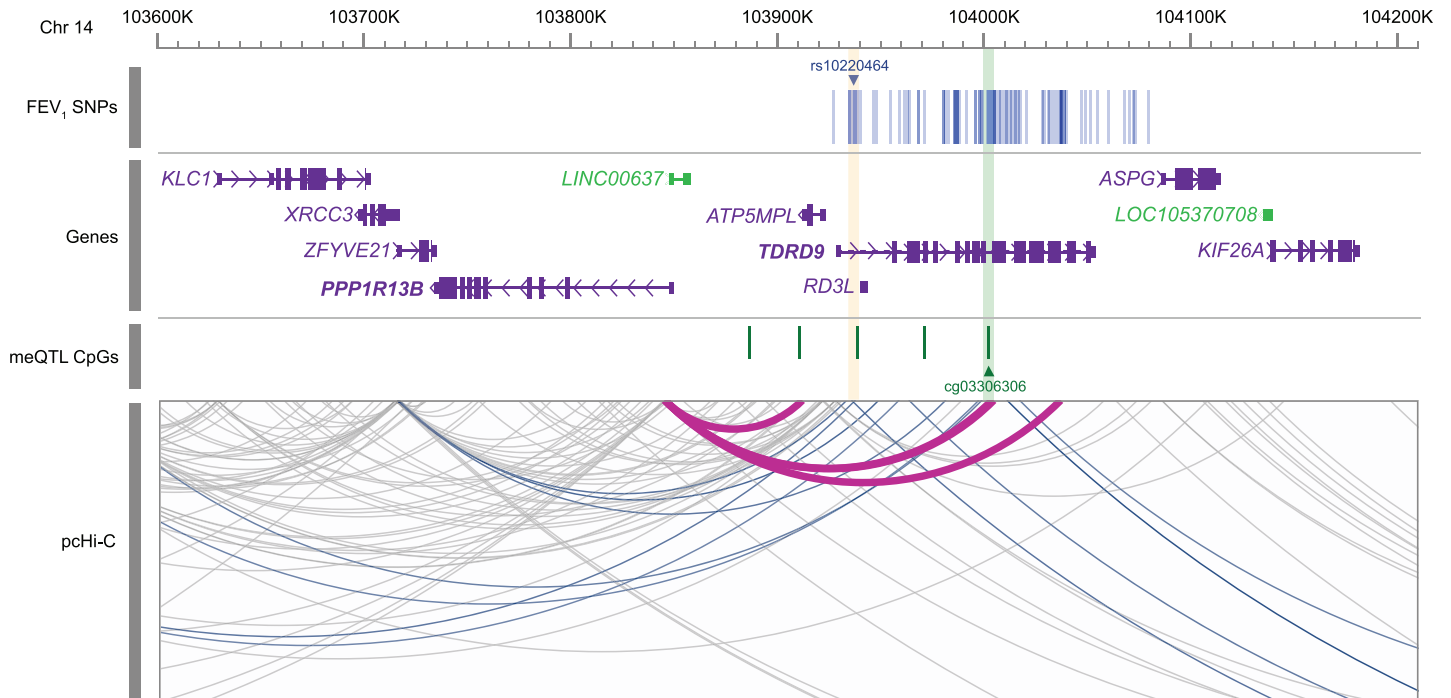 103600K 103700K 103800K 103900K 104000K 104100K 104200K
Chr 14
rs10220464
FEV1 SNPs
KLC1 LINC00637 ASPG
XRCC3 ATP5MPL LOC105370708
Genes
ZFYVE21 TDRD9 KIF26A
PPP1R13B RD3L
meQTL CpGs
cg03306306
pcHi-C